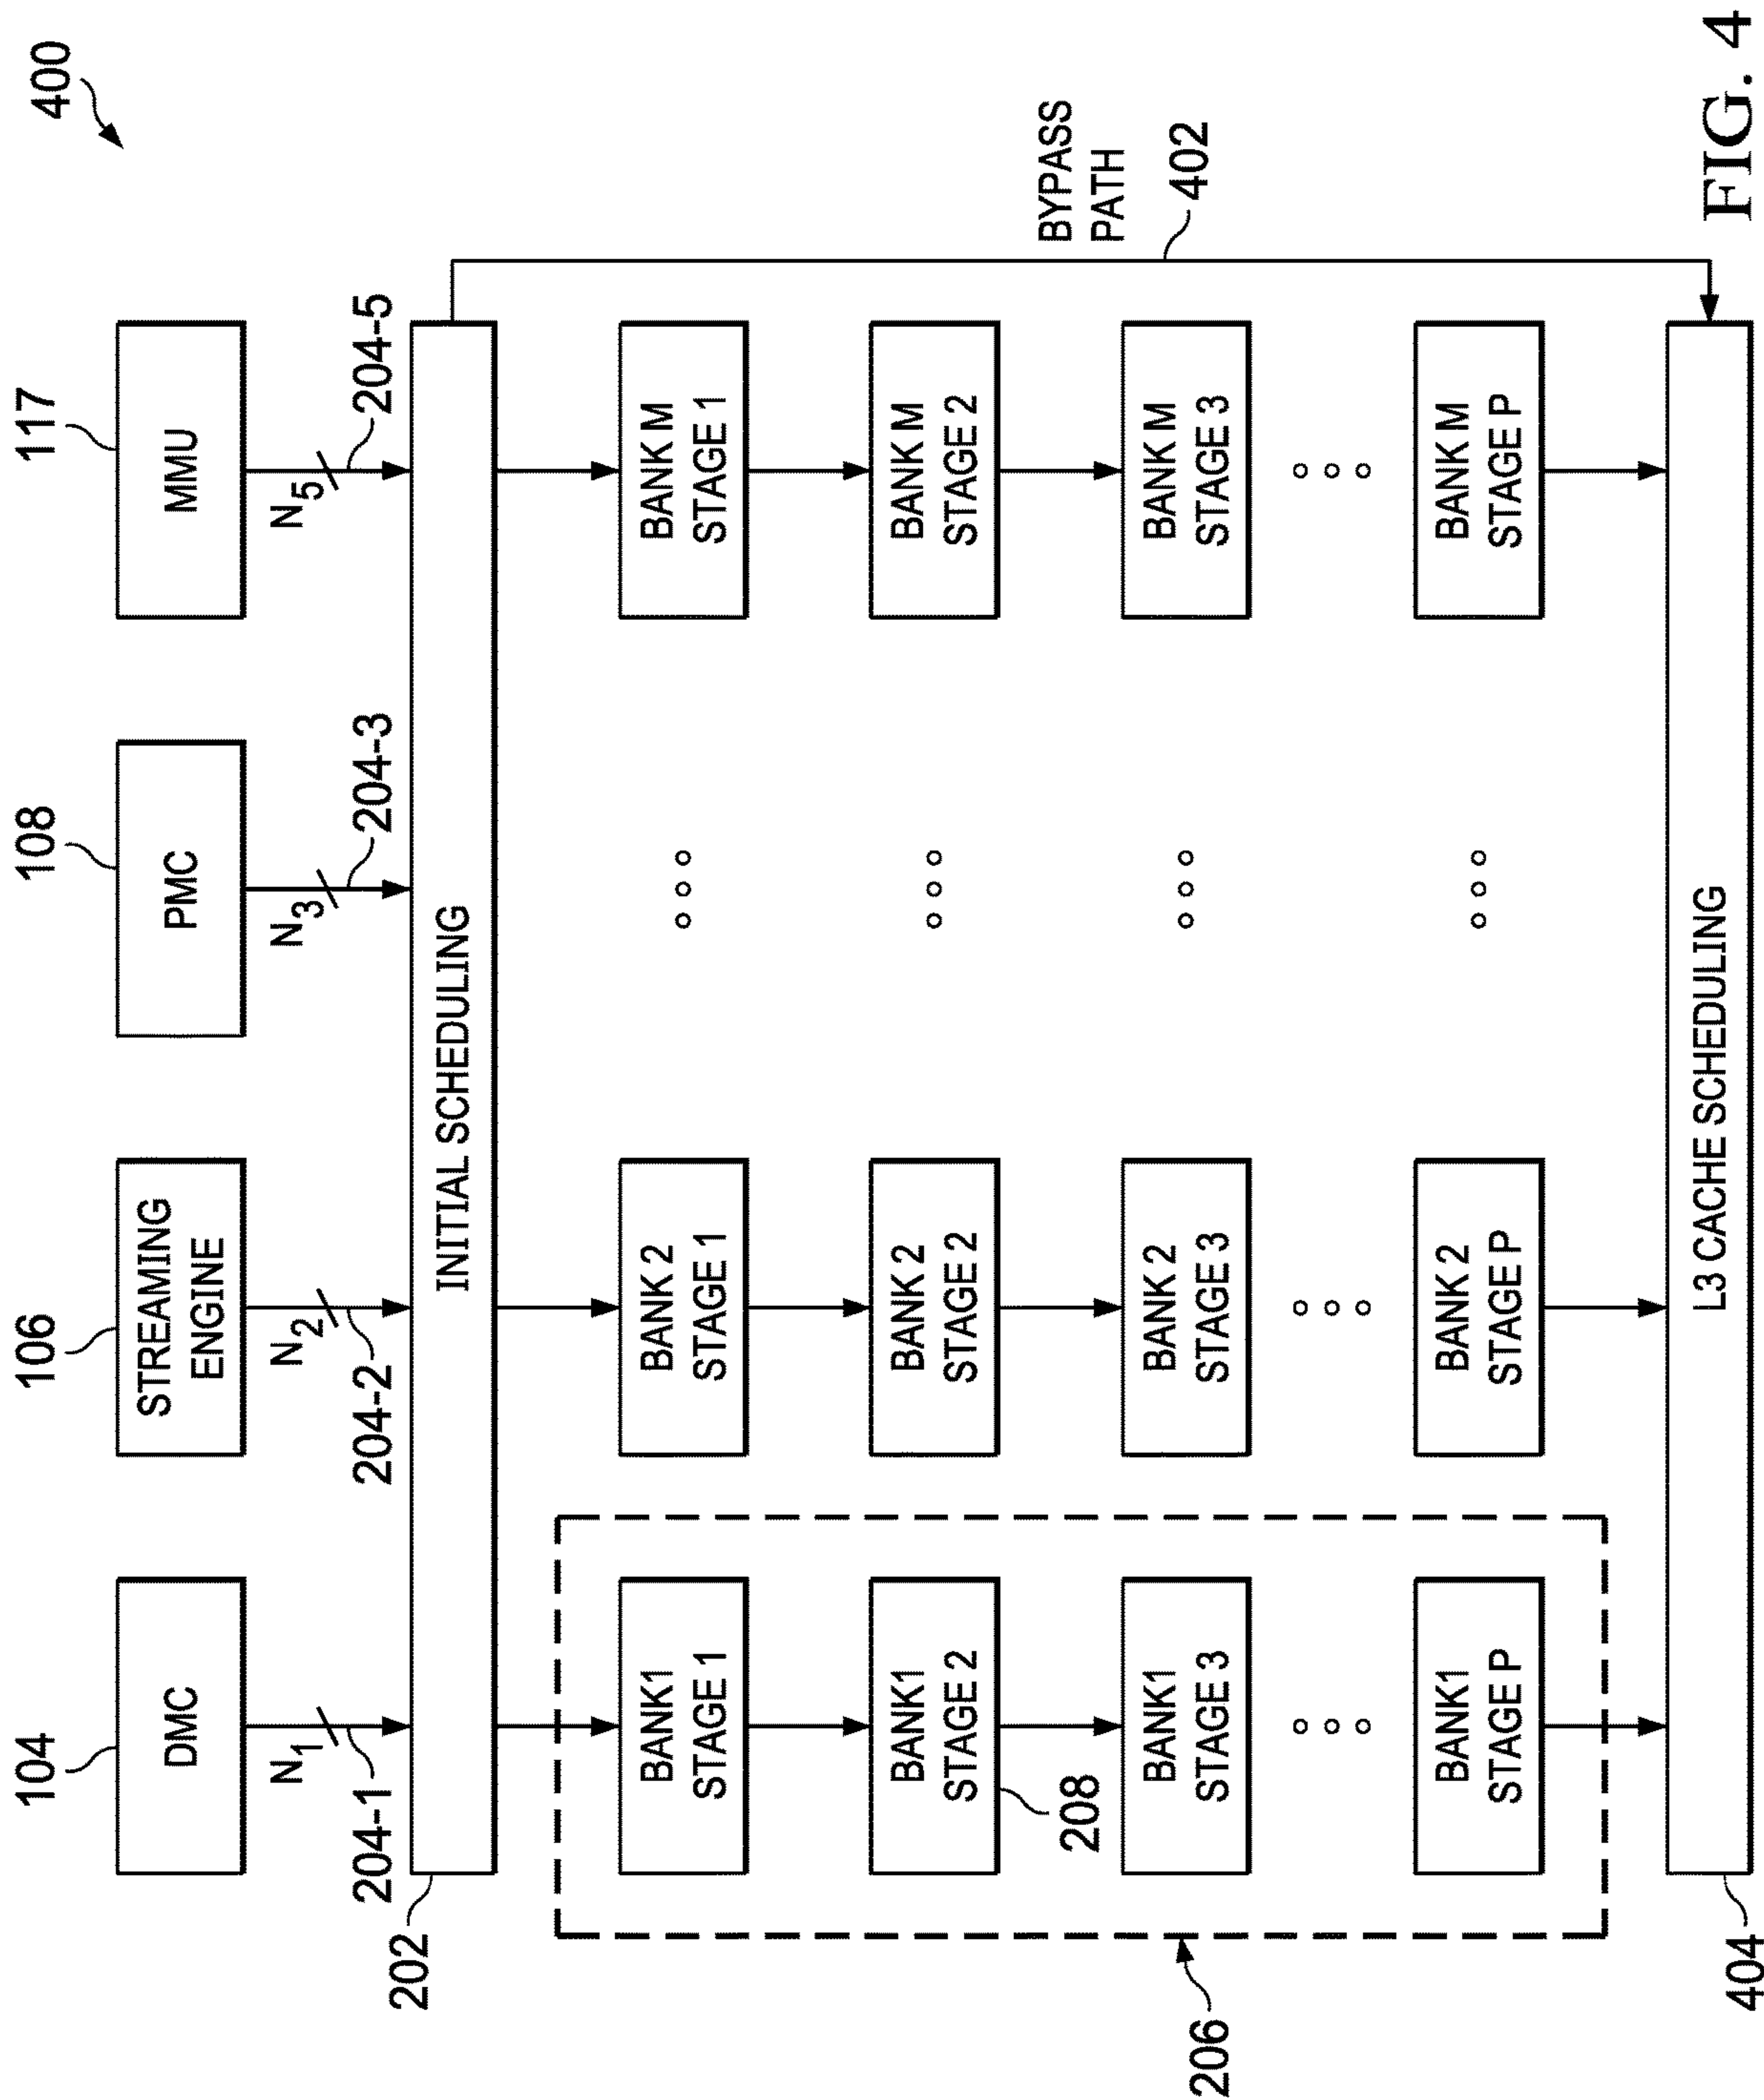 400
104
106
108
117
DMC
STREAMING
ENGINE
PMC
MMU
N1
204-1
N2
204-2
N3
204-3
N5
204-5
202
INITIAL SCHEDULING
BANK1
STAGE 1
BANK 2
STAGE 1
BANK M
STAGE 1
BANK1
STAGE 2
BANK 2
STAGE 2
BANK M
STAGE 2
208
BYPASS
PATH
402
BANK1
STAGE 3
BANK 2
STAGE 3
BANK M
STAGE 3
206
BANK1
STAGE P
BANK 2
STAGE P
BANK M
STAGE P
L3 CACHE SCHEDULING
404
FIG. 4